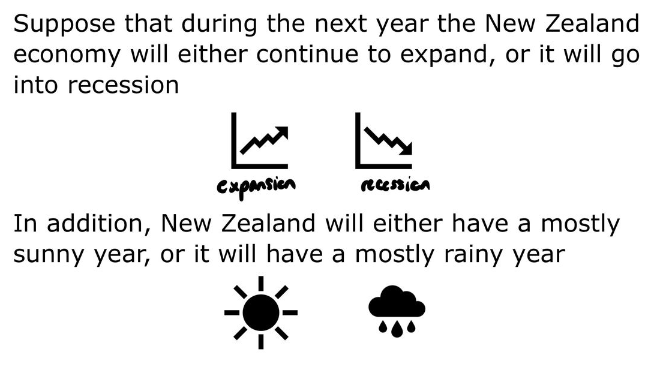 Suppose that during the next year the New Zealand
economy will either continue to expand, or it will go
into recession
expansion recession
In addition, New Zealand will either have a mostly
sunny year, or it will have a mostly rainy year